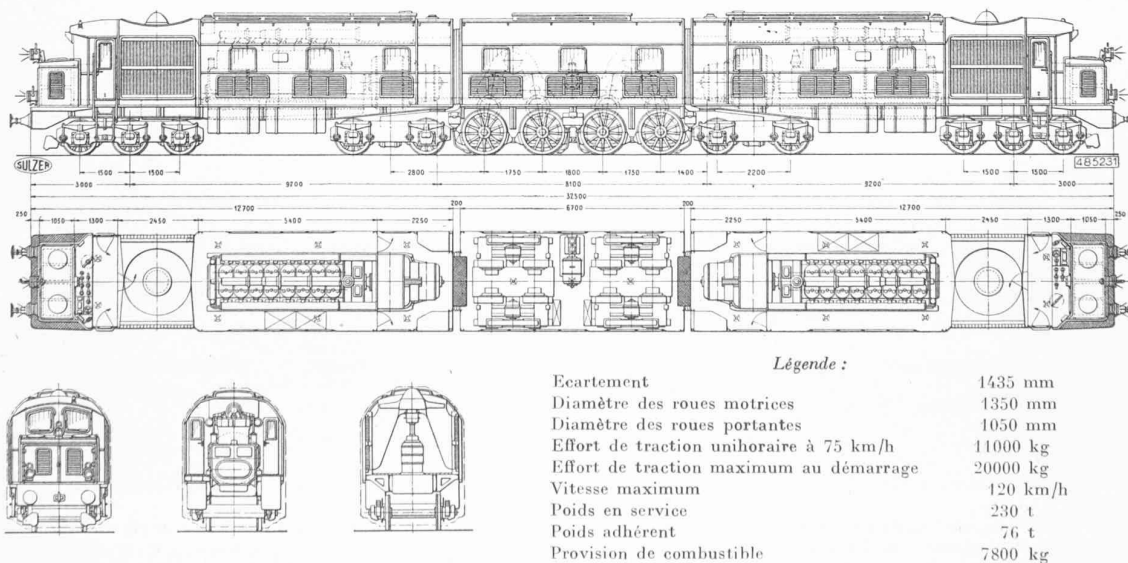 SULZER
485231
1500 1500 2800 1750 1800 1750 1400 2200 1500 1500
3000 9700 8100 9200 3000
32500
250 12700 200 6700 200 12700 250
1050 1300 2450 5400 2250 2250 5400 2450 1300 1050
Légende :
Ecartement 1435 mm
Diamètre des roues motrices 1350 mm
Diamètre des roues portantes 1050 mm
Effort de traction unihoraire à 75 km/h 11000 kg
Effort de traction maximum au démarrage 20000 kg
Vitesse maximum 120 km/h
Poids en service 230 t
Poids adhérent 76 t
Provision de combustible 7800 kg